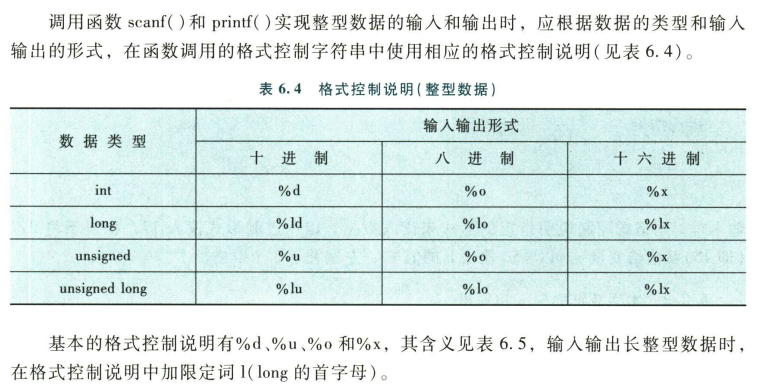 调用函数 scanf( )和 printf( )实现整型数据的输入和输出时，应根据数据的类型和输入
输出的形式，在函数调用的格式控制字符串中使用相应的格式控制说明(见表 6.4)。
表 6.4 格式控制说明(整型数据)
数据类型 输入输出形式
十进制 八进制 十六进制
int %d %o %x
long %ld %lo %lx
unsigned %u %o %x
unsigned long %lu %lo %lx
基本的格式控制说明有%d、%u、%o 和%x，其含义见表 6.5，输入输出长整型数据时，
在格式控制说明中加限定词 l(long 的首字母)。